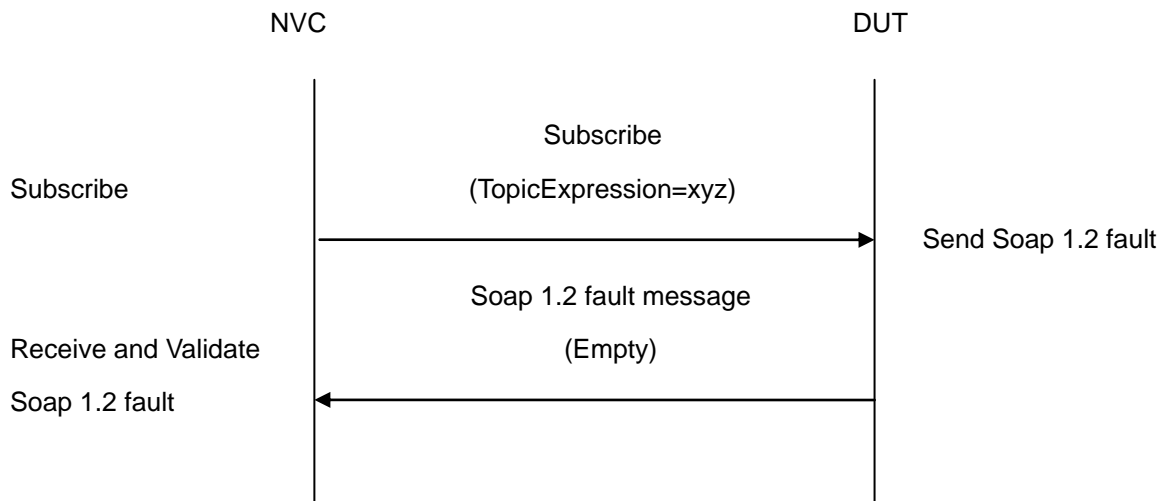 NVC
DUT
Subscribe
Subscribe
(TopicExpression=xyz)
Send Soap 1.2 fault
Soap 1.2 fault message
Receive and Validate
(Empty)
Soap 1.2 fault